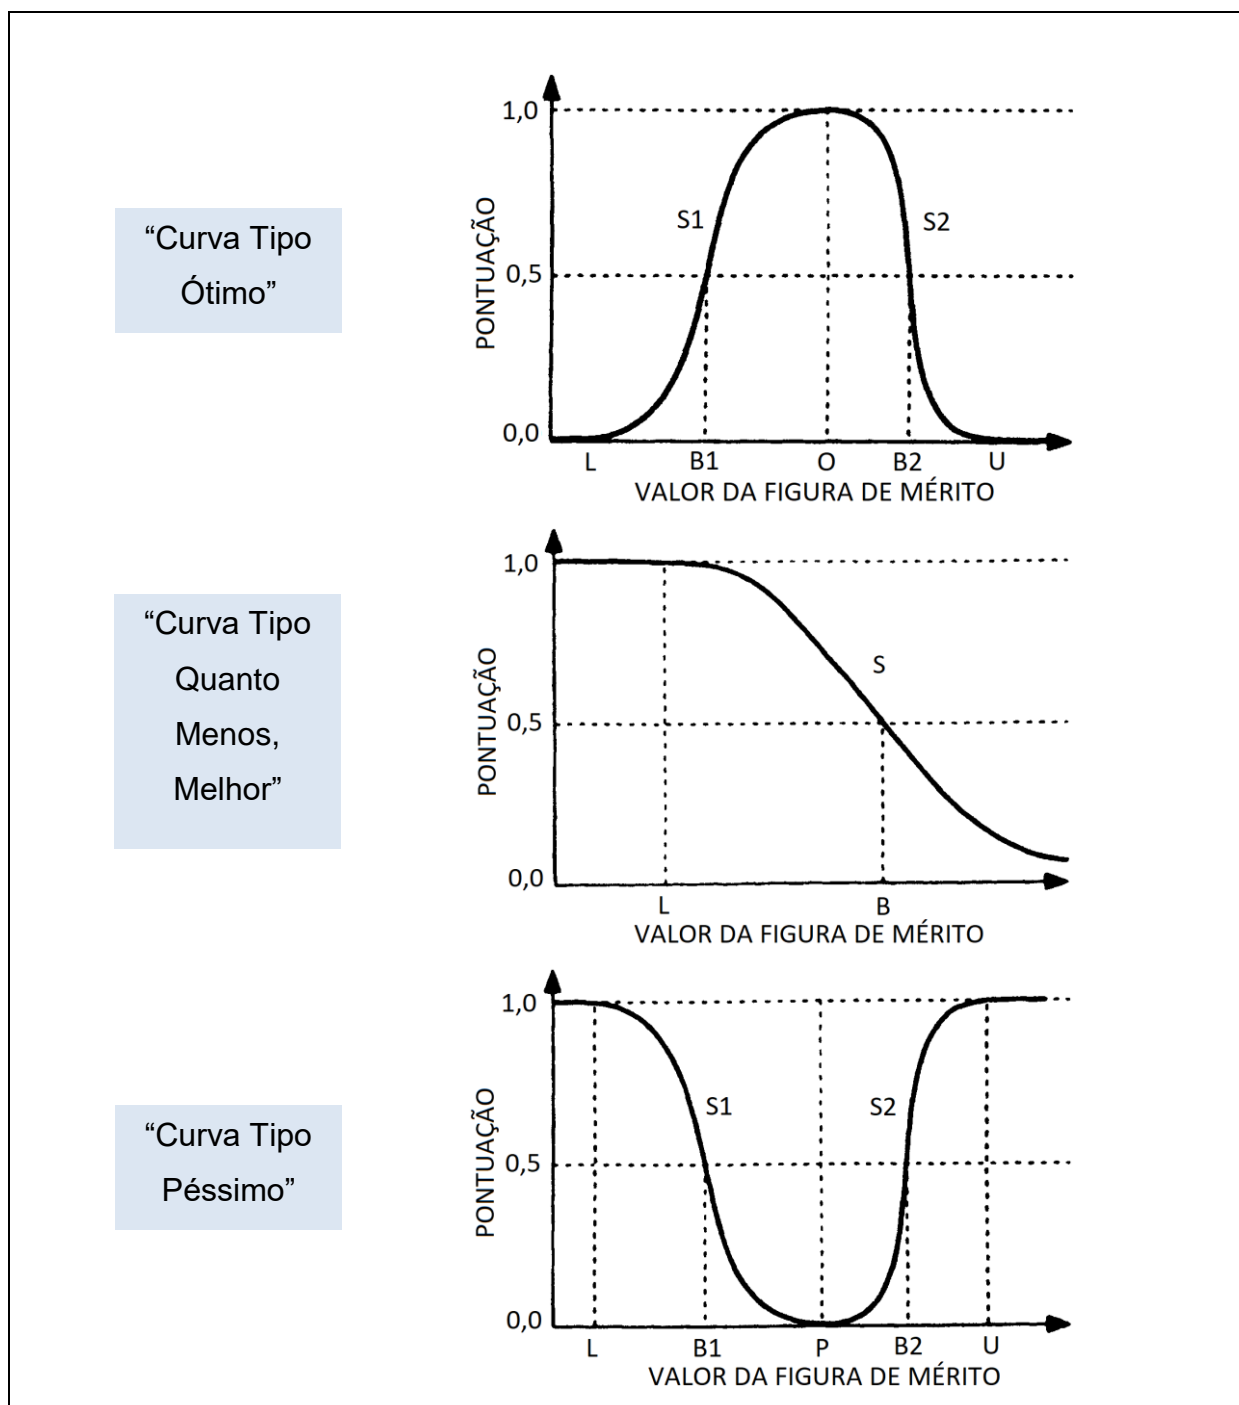 “Curva Tipo
Ótimo”
PONTUAÇÃO
1,0
0,5
0,0
S1
S2
L B1 O B2 U
VALOR DA FIGURA DE MÉRITO
“Curva Tipo
Quanto
Menos,
Melhor”
PONTUAÇÃO
1,0
0,5
0,0
S
L B
VALOR DA FIGURA DE MÉRITO
“Curva Tipo
Péssimo”
PONTUAÇÃO
1,0
0,5
0,0
S1
S2
L B1 P B2 U
VALOR DA FIGURA DE MÉRITO